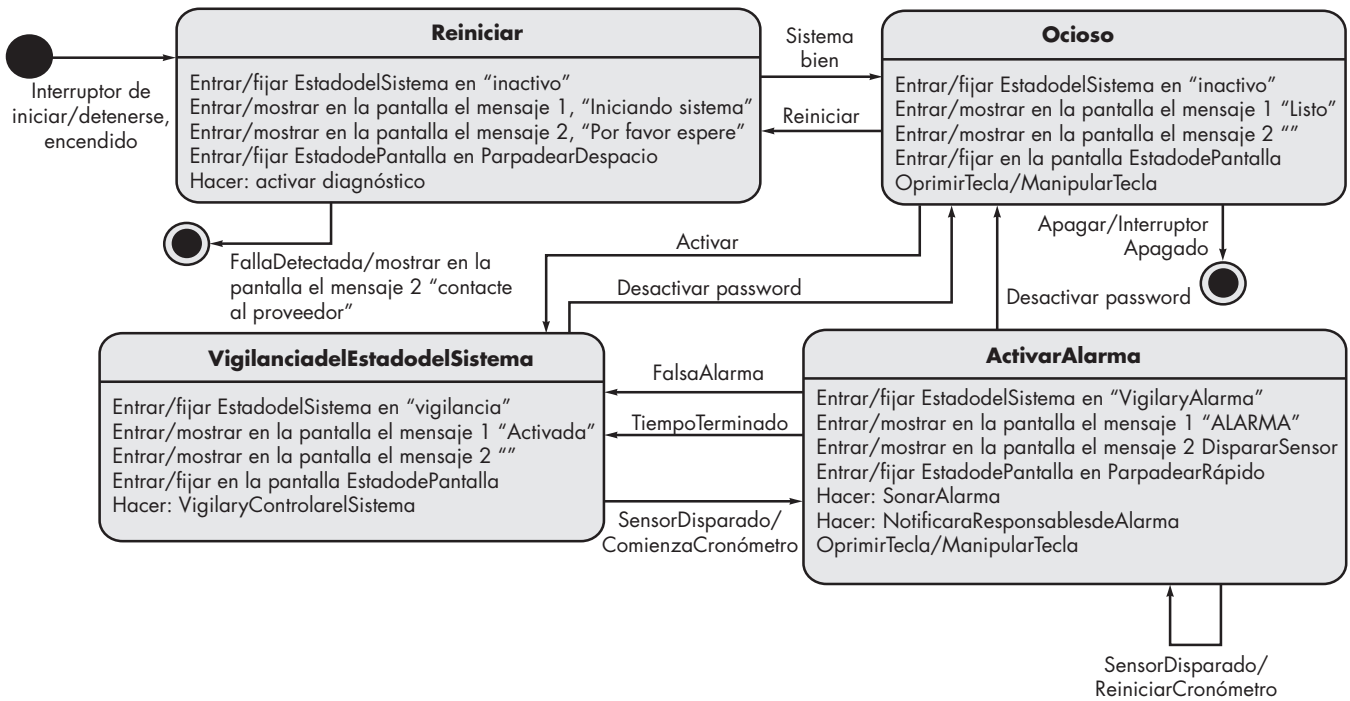 Reiniciar
Entrar/fijar EstadodelSistema en “inactivo”
Entrar/mostrar en la pantalla el mensaje 1, “Iniciando sistema”
Entrar/mostrar en la pantalla el mensaje 2, “Por favor espere”
Entrar/fijar EstadodePantalla en ParpadearDespacio
Hacer: activar diagnóstico
Interruptor de
iniciar/detenerse,
encendido
Sistema
bien
Reiniciar
Ocioso
Entrar/fijar EstadodelSistema en “inactivo”
Entrar/mostrar en la pantalla el mensaje 1 “Listo”
Entrar/mostrar en la pantalla el mensaje 2 “”
Entrar/fijar en la pantalla EstadodePantalla
OprimirTecla/ManipularTecla
FallaDetectada/mostrar en la
pantalla el mensaje 2 “contacte
al proveedor”
Activar
Desactivar password
Apagar/Interruptor
Apagado
Desactivar password
VigilanciadelEstadodelSistema
Entrar/fijar EstadodelSistema en “vigilancia”
Entrar/mostrar en la pantalla el mensaje 1 “Activada”
Entrar/mostrar en la pantalla el mensaje 2 “”
Entrar/fijar en la pantalla EstadodePantalla
Hacer: VigilaryControlarelSistema
FalsaAlarma
TiempoTerminado
SensorDisparado/
ComienzaCronómetro
ActivarAlarma
Entrar/fijar EstadodelSistema en “VigilaryAlarma”
Entrar/mostrar en la pantalla el mensaje 1 “ALARMA”
Entrar/mostrar en la pantalla el mensaje 2 DispararSensor
Entrar/fijar EstadodePantalla en ParpadearRápido
Hacer: SonarAlarma
Hacer: NotificaraResponsablesdeAlarma
OprimirTecla/ManipularTecla
SensorDisparado/
ReiniciarCronómetro